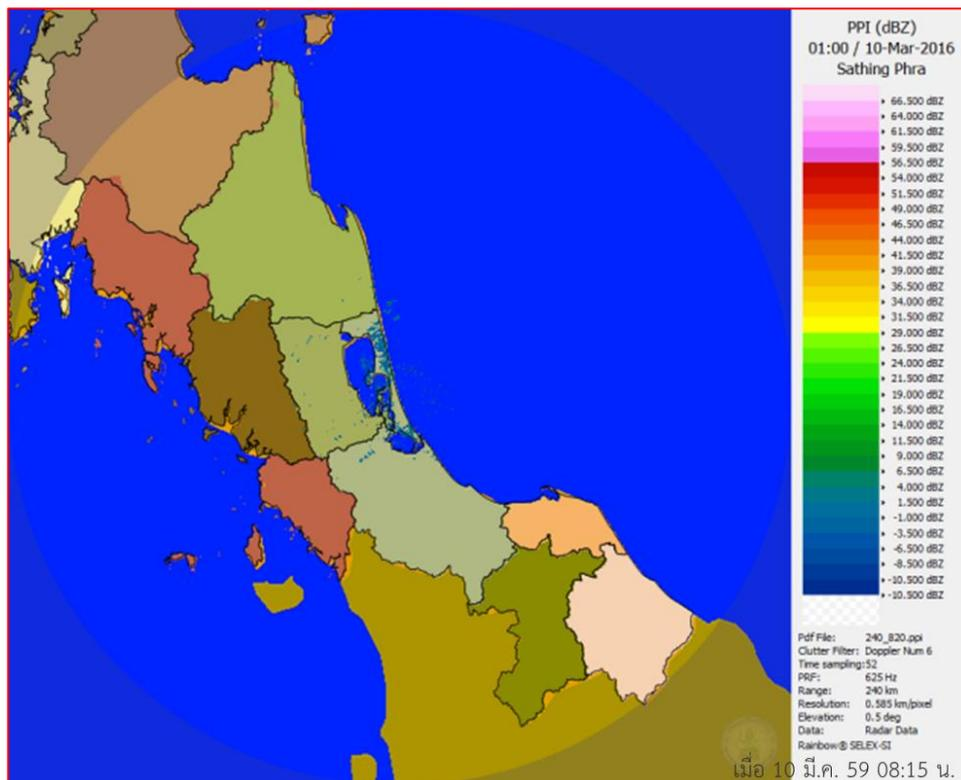 PPI (dBZ)
01:00 / 10-Mar-2016
Sathing Phra
66.500 dBZ
64.000 dBZ
61.500 dBZ
59.500 dBZ
56.500 dBZ
54.000 dBZ
51.500 dBZ
49.000 dBZ
46.500 dBZ
44.000 dBZ
41.500 dBZ
39.000 dBZ
36.500 dBZ
34.000 dBZ
31.500 dBZ
29.000 dBZ
26.500 dBZ
24.000 dBZ
21.500 dBZ
19.000 dBZ
16.500 dBZ
14.000 dBZ
11.500 dBZ
9.000 dBZ
6.500 dBZ
4.000 dBZ
1.500 dBZ
-1.000 dBZ
-3.500 dBZ
-6.500 dBZ
-8.500 dBZ
-10.500 dBZ
-10.500 dBZ
Pdf File: 240_820.ppi
Clutter Filter: Doppler Num 6
Time sampling:52
PRF: 625 Hz
Range: 240 km
Resolution: 0.585 km/pixel
Elevation: 0.5 deg
Data: Radar Data
Rainbow® SELEX-SI
เมื่อ 10 มี.ค. 59 08:15 น.